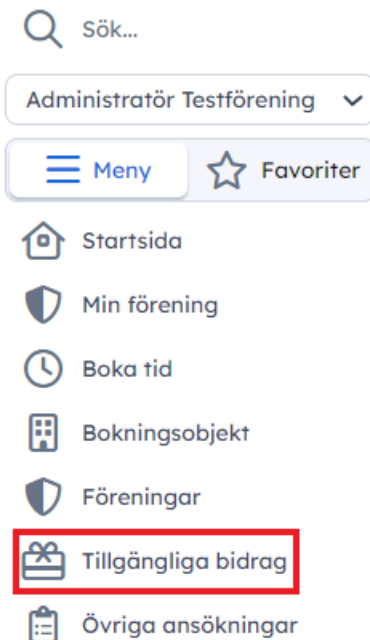 Sök...
Administratör Testförening
Meny
Favoriter
Startsida
Min förening
Boka tid
Bokningsobjekt
Föreningar
Tillgängliga bidrag
Övriga ansökningar